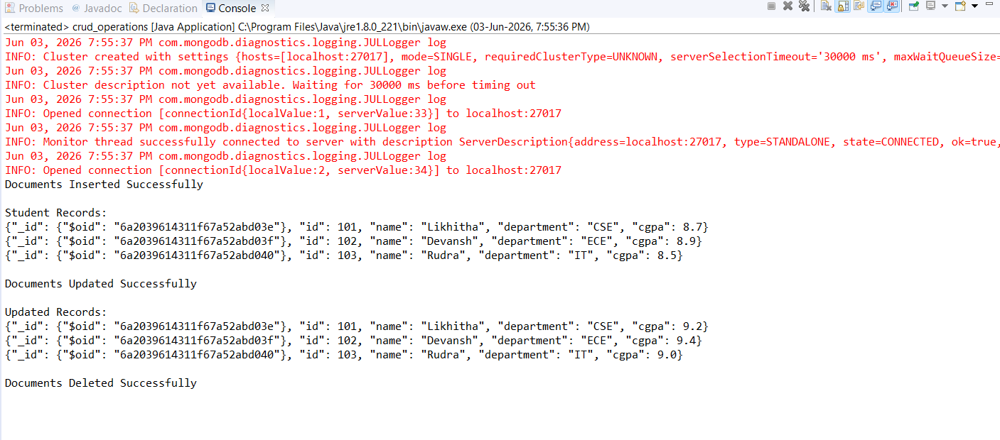 Problems @ Javadoc Declaration Console
<terminated> crud_operations [Java Application] C:\Program Files\Java\jre1.8.0_221\bin\javaw.exe (03-Jun-2026, 7:55:36 PM)
Jun 03, 2026 7:55:37 PM com.mongodb.diagnostics.logging.JULLogger log
INFO: Cluster created with settings {hosts=[localhost:27017], mode=SINGLE, requiredClusterType=UNKNOWN, serverSelectionTimeout='30000 ms', maxWaitQueueSize=
Jun 03, 2026 7:55:37 PM com.mongodb.diagnostics.logging.JULLogger log
INFO: Cluster description not yet available. Waiting for 30000 ms before timing out
Jun 03, 2026 7:55:37 PM com.mongodb.diagnostics.logging.JULLogger log
INFO: Opened connection [connectionId{localValue:1, serverValue:33}] to localhost:27017
Jun 03, 2026 7:55:37 PM com.mongodb.diagnostics.logging.JULLogger log
INFO: Monitor thread successfully connected to server with description ServerDescription{address=localhost:27017, type=STANDALONE, state=CONNECTED, ok=true,
Jun 03, 2026 7:55:37 PM com.mongodb.diagnostics.logging.JULLogger log
INFO: Opened connection [connectionId{localValue:2, serverValue:34}] to localhost:27017
Documents Inserted Successfully
Student Records:
{"_id": {"$oid": "6a2039614311f67a52abd03e"}, "id": 101, "name": "Likhitha", "department": "CSE", "cgpa": 8.7}
{"_id": {"$oid": "6a2039614311f67a52abd03f"}, "id": 102, "name": "Devansh", "department": "ECE", "cgpa": 8.9}
{"_id": {"$oid": "6a2039614311f67a52abd040"}, "id": 103, "name": "Rudra", "department": "IT", "cgpa": 8.5}
Documents Updated Successfully
Updated Records:
{"_id": {"$oid": "6a2039614311f67a52abd03e"}, "id": 101, "name": "Likhitha", "department": "CSE", "cgpa": 9.2}
{"_id": {"$oid": "6a2039614311f67a52abd03f"}, "id": 102, "name": "Devansh", "department": "ECE", "cgpa": 9.4}
{"_id": {"$oid": "6a2039614311f67a52abd040"}, "id": 103, "name": "Rudra", "department": "IT", "cgpa": 9.0}
Documents Deleted Successfully